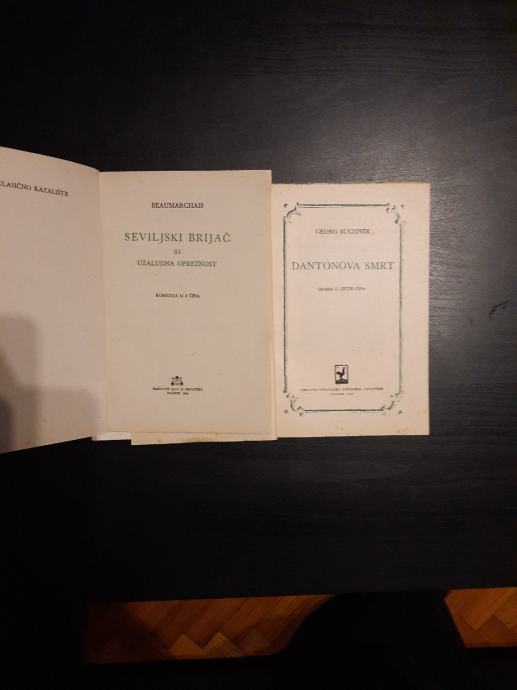 KLASIČNO KAZALIŠTE
BEAUMARCHAIS
SEVILJSKI BRIJAČ
ILI
UZALUDNA OPREZNOST
KOMEDIJA U 4 ČINA
GEORG BÜCHNER
DANTONOVA SMRT
DRAMA U ČETIRI ČINA